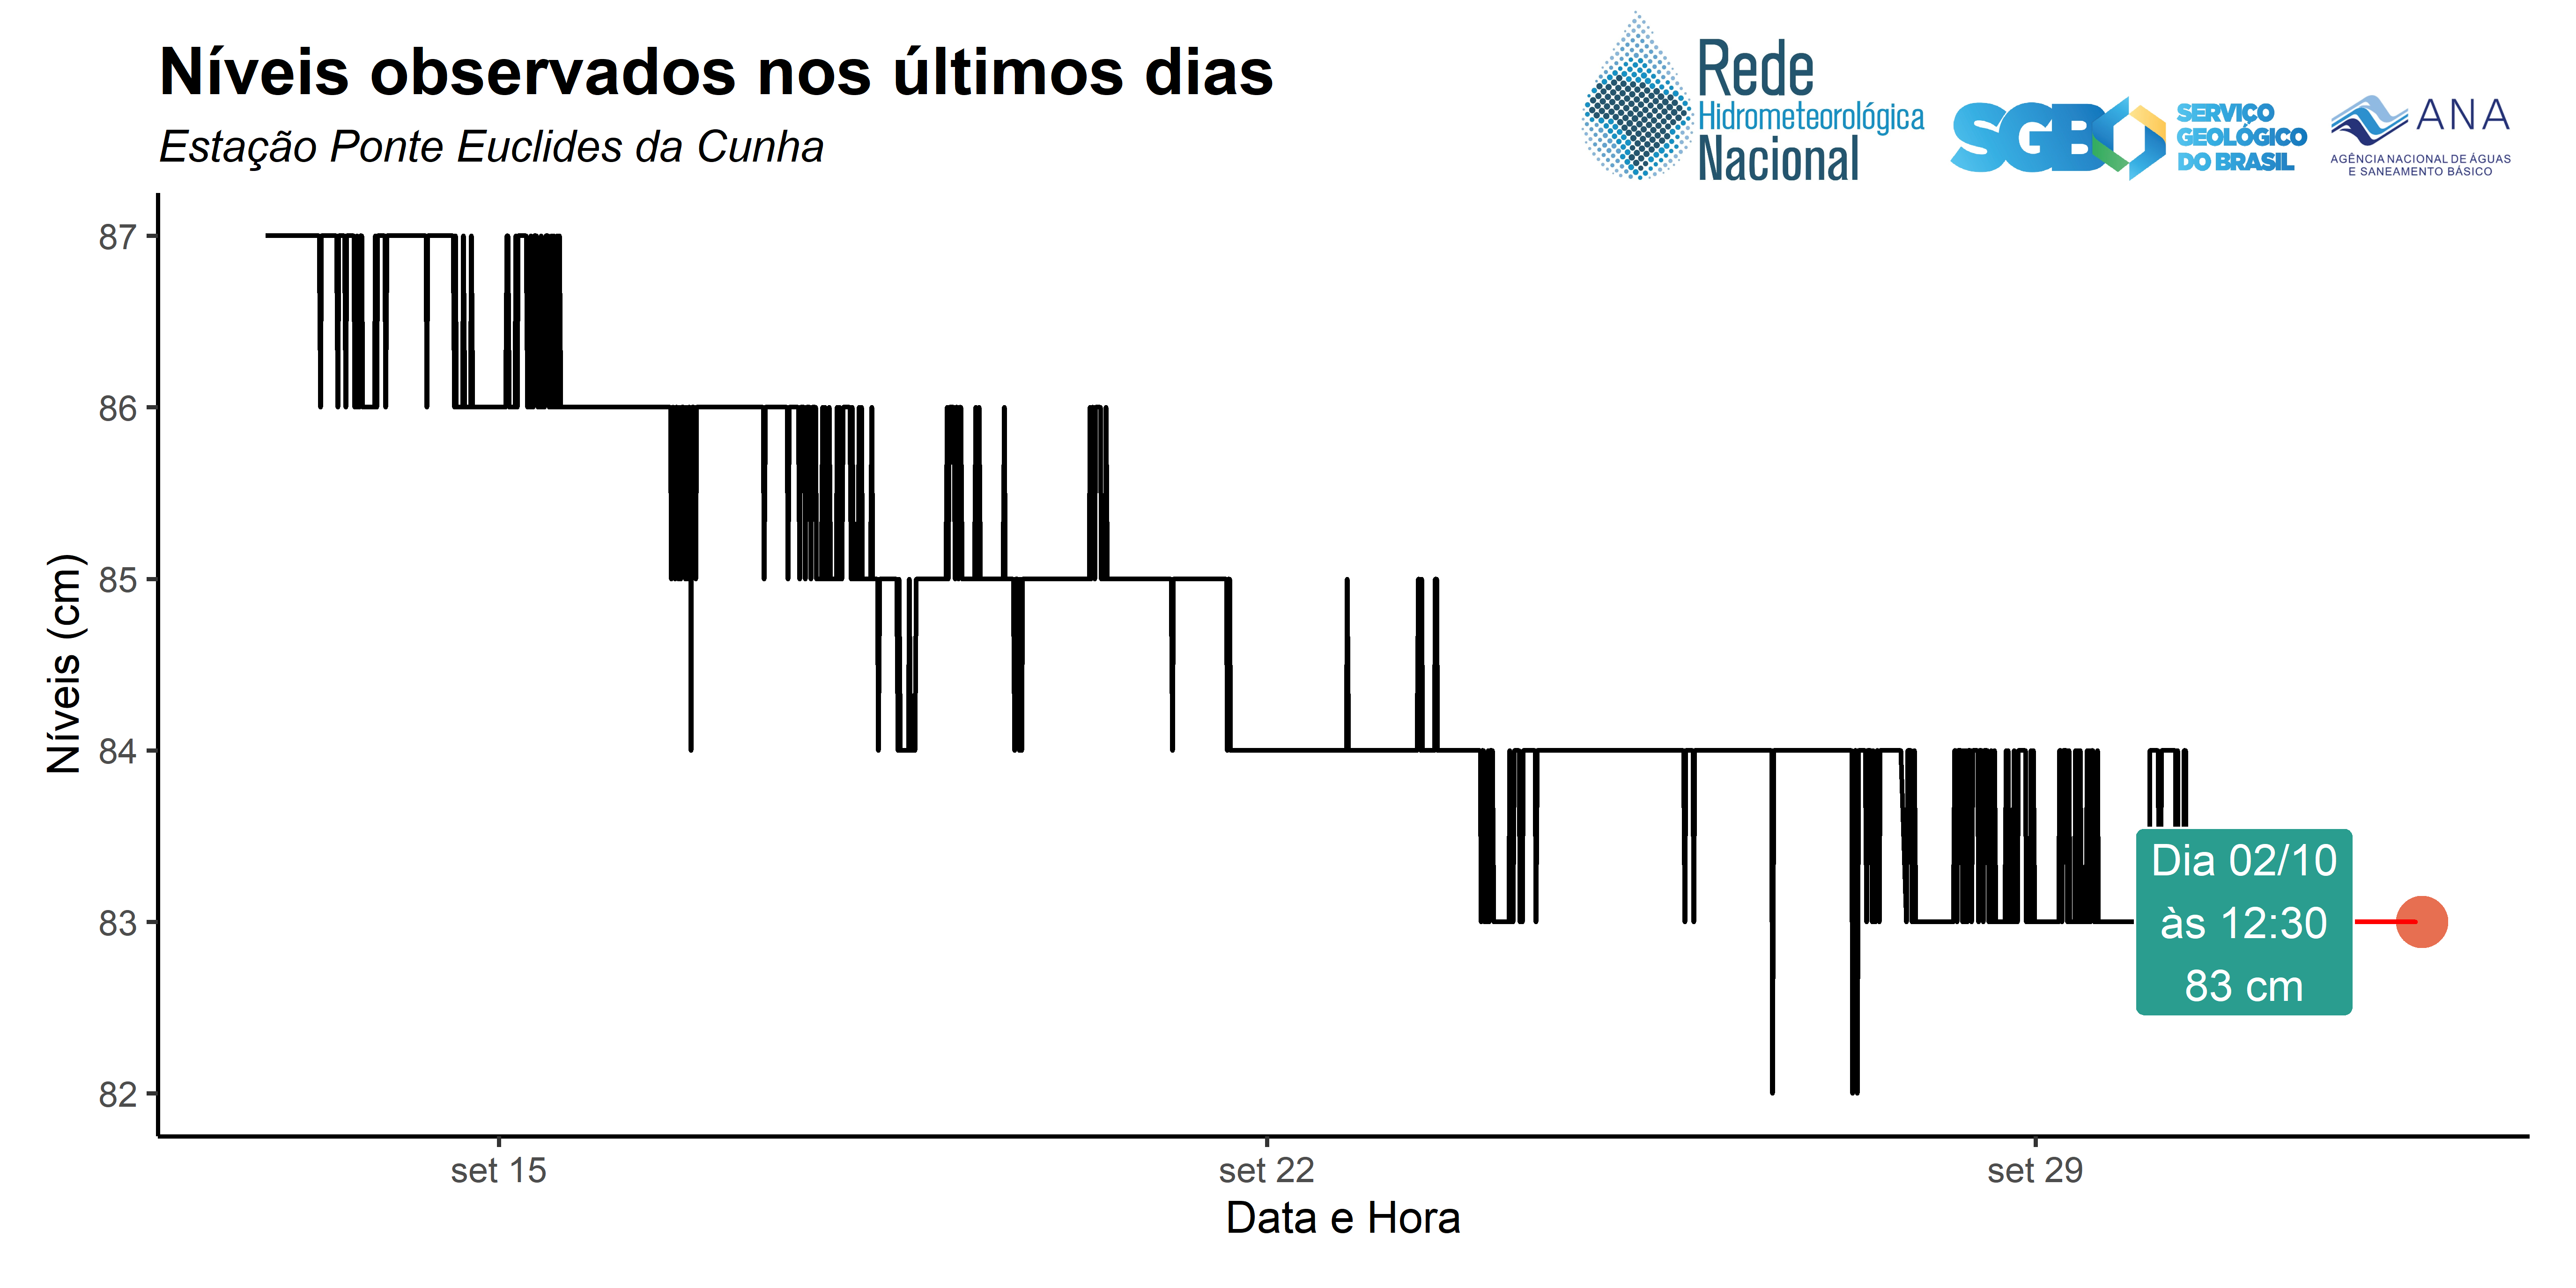 Níveis observados nos últimos dias
Estação Ponte Euclides da Cunha
Rede
Hidrometeorológica
Nacional
SGB
SERVIÇO
GEOLÓGICO
DO BRASIL
ANA
AGÊNCIA NACIONAL DE ÁGUAS
E SANEAMENTO BÁSICO
Níveis (cm)
87
86
85
84
83
82
Dia 02/10
às 12:30
83 cm
set 15
set 22
set 29
Data e Hora